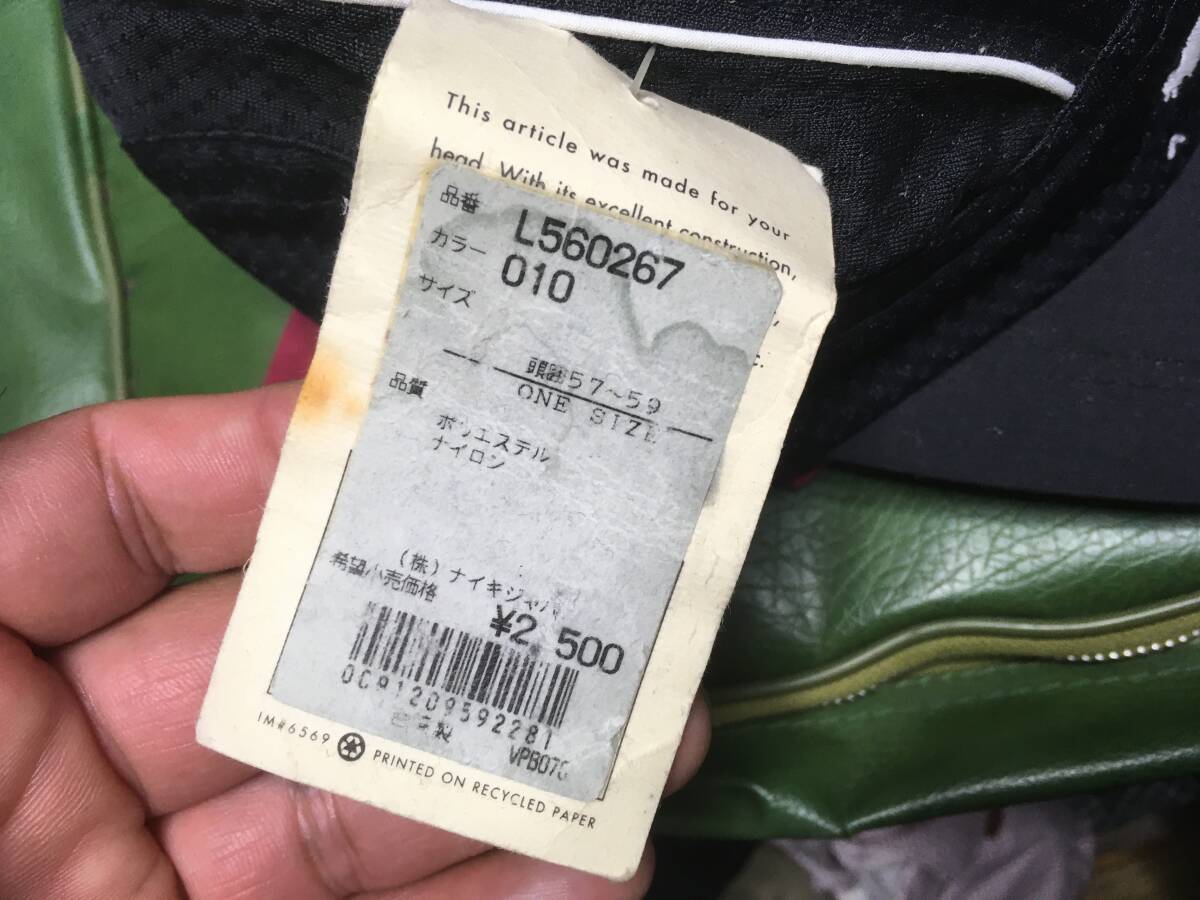 This article was made for your
head. With its excellent construction,
c.
品番 L560267
カラー 010
サイズ
頭囲57～59
ONE SIZE
品質
ポリエステル
ナイロン
(株)ナイキジャパ
希望小売価格
¥2 500
0091209592281
製 VPB070
IM#6569 PRINTED ON RECYCLED PAPER